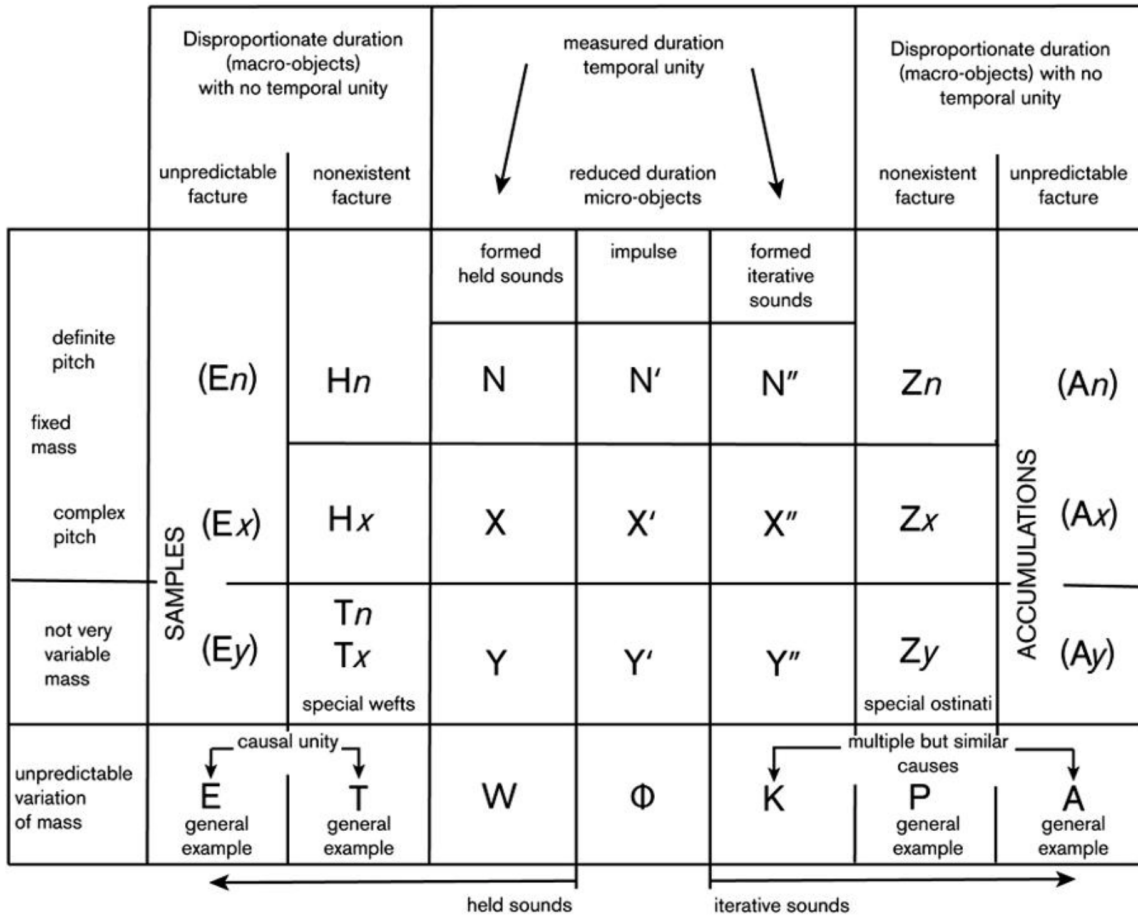 Disproportionate duration
(macro-objects)
with no temporal unity
measured duration
temporal unity
Disproportionate duration
(macro-objects) with no
temporal unity
unpredictable
facture
nonexistent
facture
reduced duration
micro-objects
nonexistent
facture
unpredictable
facture
formed
held sounds
impulse
formed
iterative
sounds
definite
pitch
(En)
Hn
N
N′
N″
Zn
(An)
fixed
mass
complex
pitch
(Ex)
Hx
X
X′
X″
Zx
(Ax)
SAMPLES
ACCUMULATIONS
not very
variable
mass
(Ey)
Tn
Tx
special wefts
Y
Y′
Y″
Zy
special ostinati
(Ay)
unpredictable
variation
of mass
causal unity
E
general
example
T
general
example
W
Φ
multiple but similar
causes
K
P
general
example
A
general
example
held sounds
iterative sounds